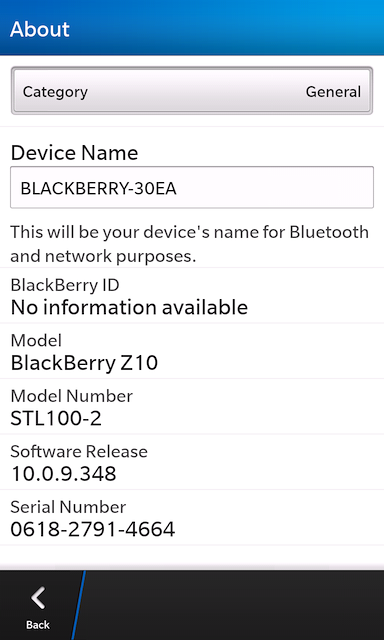 About
Category General
Device Name
BLACKBERRY-30EA
This will be your device's name for Bluetooth
and network purposes.
BlackBerry ID
No information available
Model
BlackBerry Z10
Model Number
STL100-2
Software Release
10.0.9.348
Serial Number
0618-2791-4664
Back